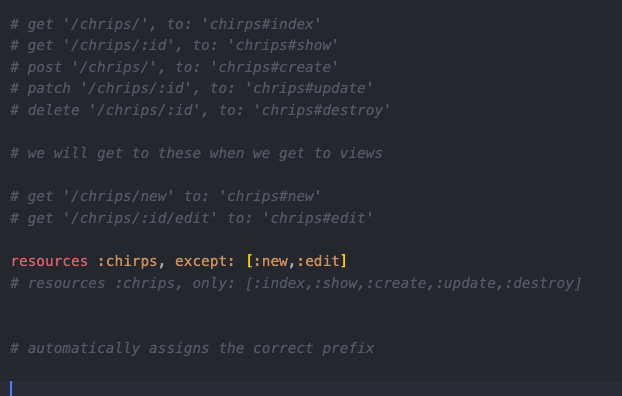 # get '/chrips/', to: 'chirps#index'
# get '/chrips/:id', to: 'chrips#show'
# post '/chrips/', to: 'chrips#create'
# patch '/chrips/:id', to: 'chrips#update'
# delete '/chrips/:id', to: 'chrips#destroy'
# we will get to these when we get to views
# get '/chrips/new' to: 'chrips#new'
# get '/chrips/:id/edit' to: 'chrips#edit'
resources :chirps, except: [:new,:edit]
# resources :chrips, only: [:index,:show,:create,:update,:destroy]
# automatically assigns the correct prefix